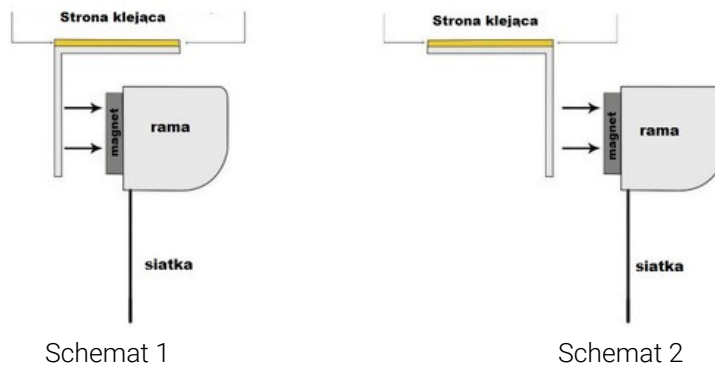 Strona klejąca
Strona klejąca
magnet
rama
magnet
rama
siatka
siatka
Schemat 1
Schemat 2